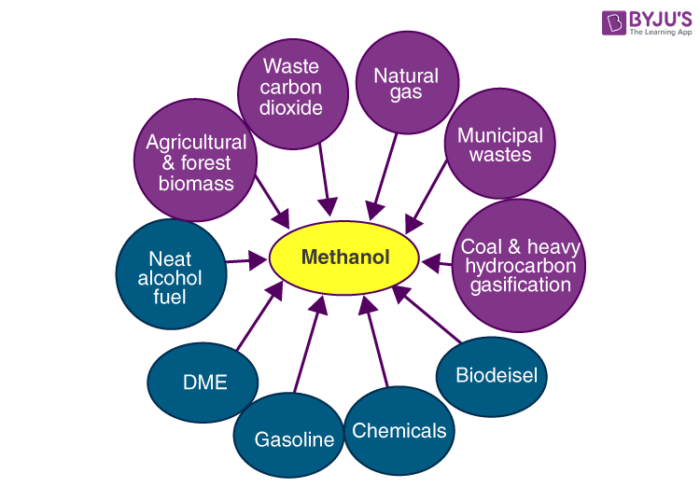 BYJU'S
The Learning App
Waste
carbon
dioxide
Natural
gas
Agricultural
& forest
biomass
Municipal
wastes
Neat
alcohol
fuel
Methanol
Coal & heavy
hydrocarbon
gasification
DME
Biodeisel
Gasoline
Chemicals